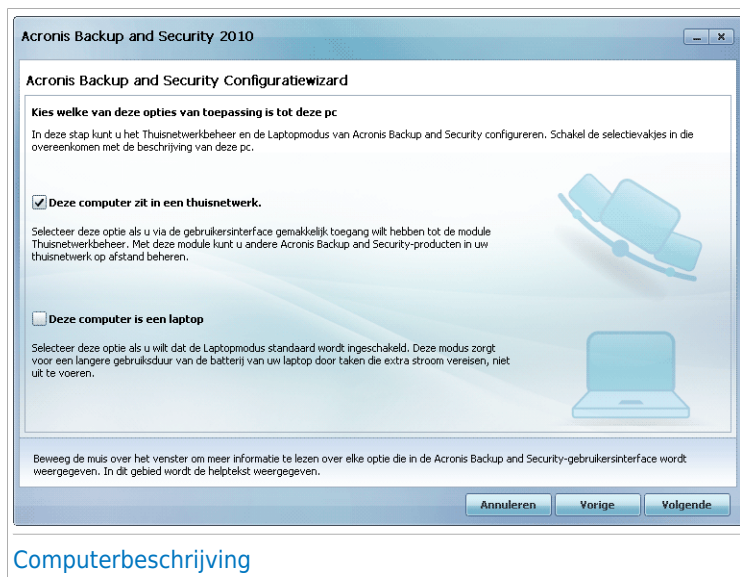 Acronis Backup and Security 2010
Acronis Backup and Security Configuratiewizard
Kies welke van deze opties van toepassing is tot deze pc
In deze stap kunt u het Thuisnetwerkbeheer en de Laptopmodus van Acronis Backup and Security configureren. Schakel de selectievakjes in die
overeenkomen met de beschrijving van deze pc.
Deze computer zit in een thuisnetwerk.
Selecteer deze optie als u via de gebruikersinterface gemakkelijk toegang wilt hebben tot de module
Thuisnetwerkbeheer. Met deze module kunt u andere Acronis Backup and Security-producten in uw
thuisnetwerk op afstand beheren.
Deze computer is een laptop
Selecteer deze optie als u wilt dat de Laptopmodus standaard wordt ingeschakeld. Deze modus zorgt
voor een langere gebruiksduur van de batterij van uw laptop door taken die extra stroom vereisen, niet
uit te voeren.
Beweeg de muis over het venster om meer informatie te lezen over elke optie die in de Acronis Backup and Security-gebruikersinterface wordt
weergegeven. In dit gebied wordt de helptekst weergegeven.
Annuleren Vorige Volgende
Computerbeschrijving